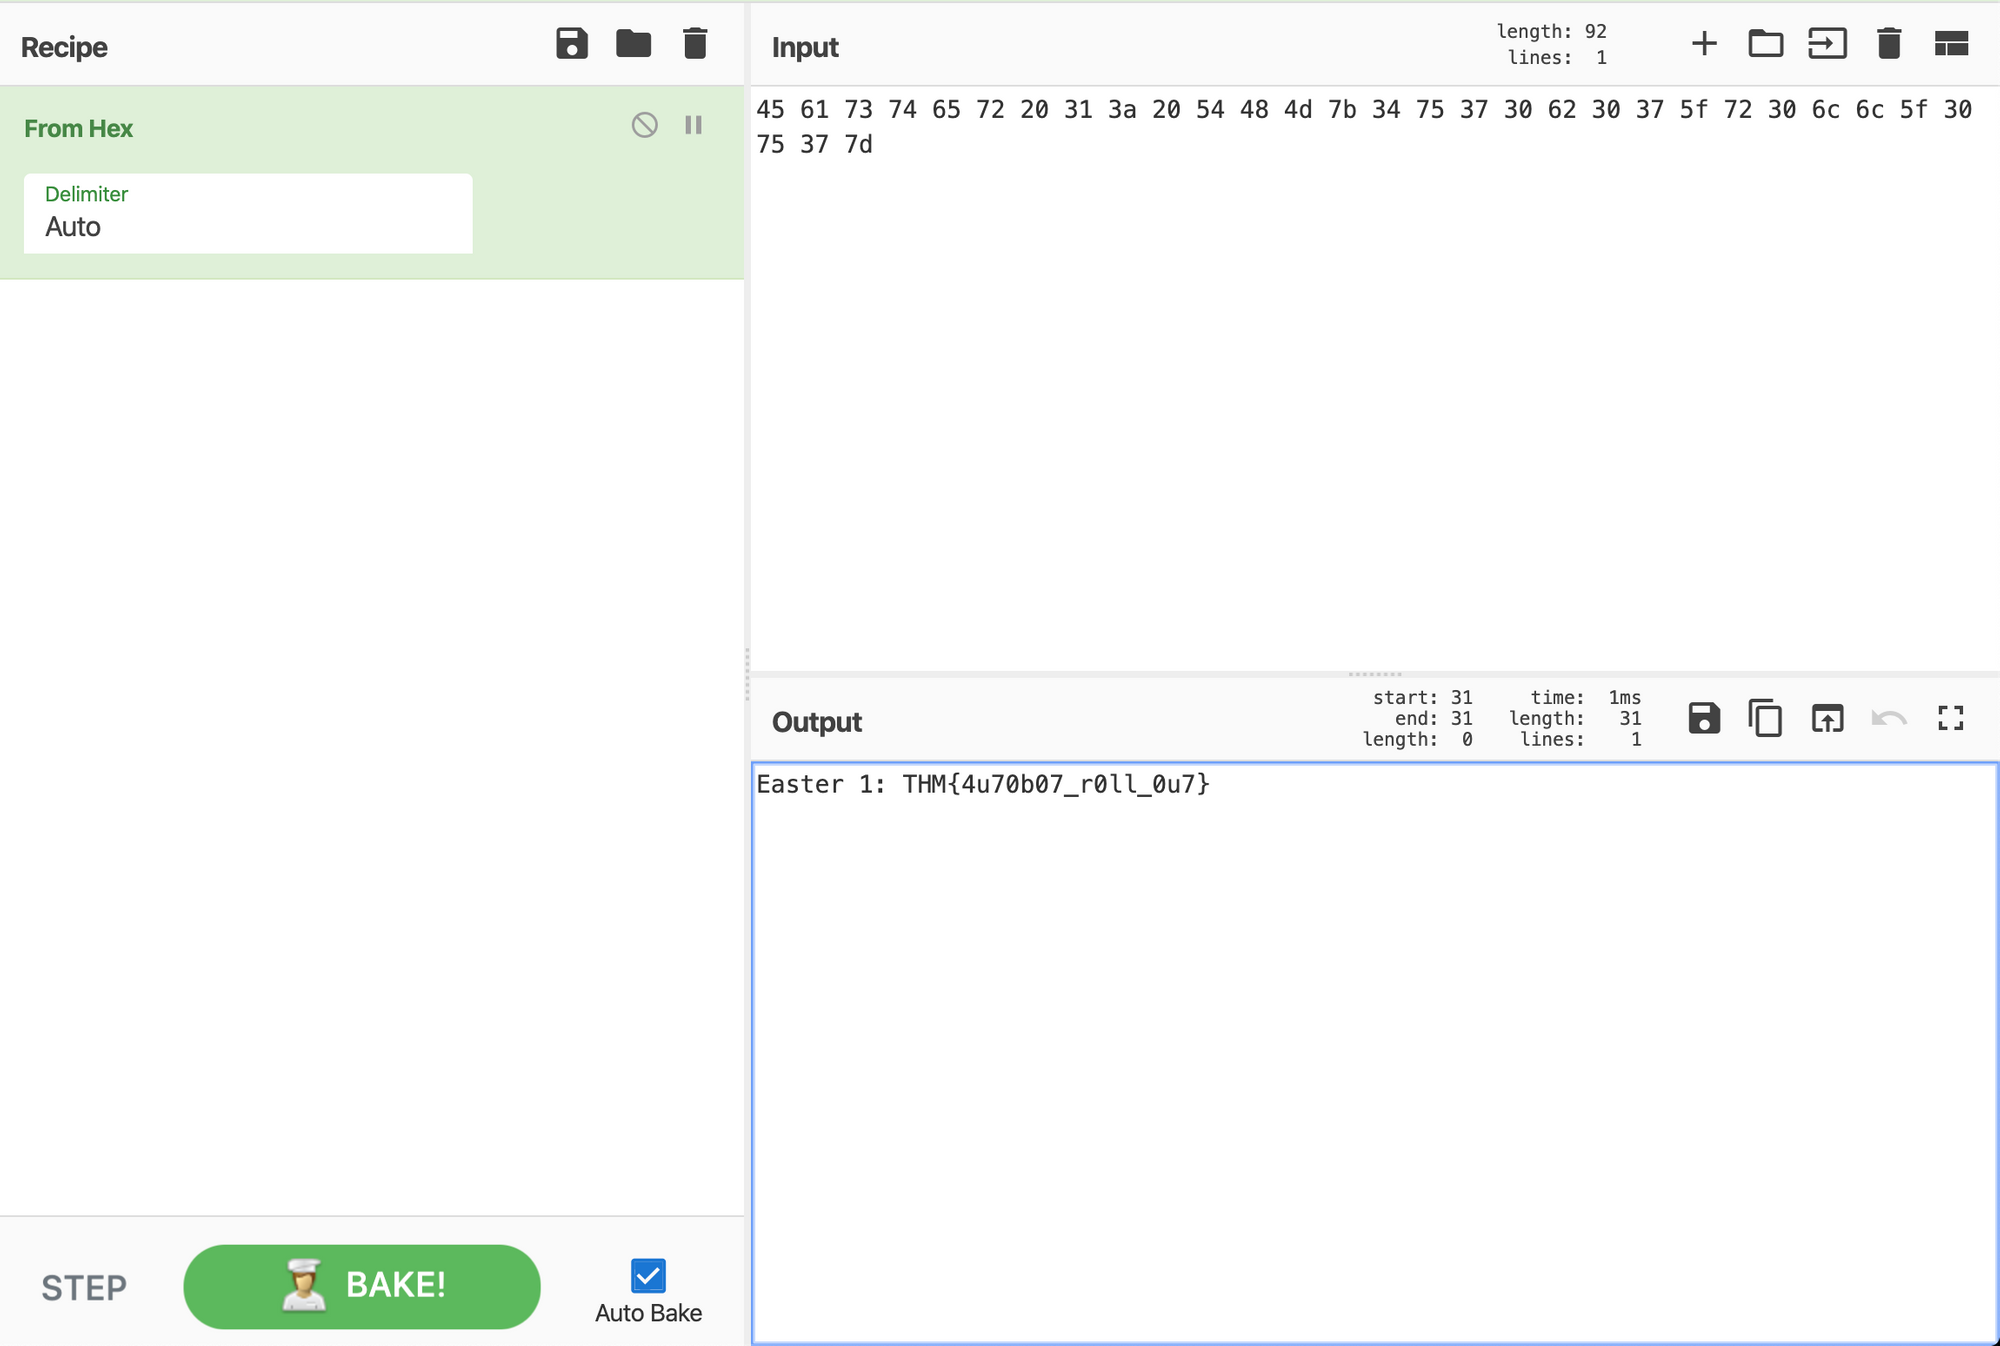 Recipe
From Hex
Delimiter
Auto
STEP
BAKE!
Auto Bake
Input
length: 92
lines: 1
45 61 73 74 65 72 20 31 3a 20 54 48 4d 7b 34 75 37 30 62 30 37 5f 72 30 6c 6c 5f 30
75 37 7d
Output
start: 31 time: 1ms
end: 31 length: 31
length: 0 lines: 1
Easter 1: THM{4u70b07_r0ll_0u7}